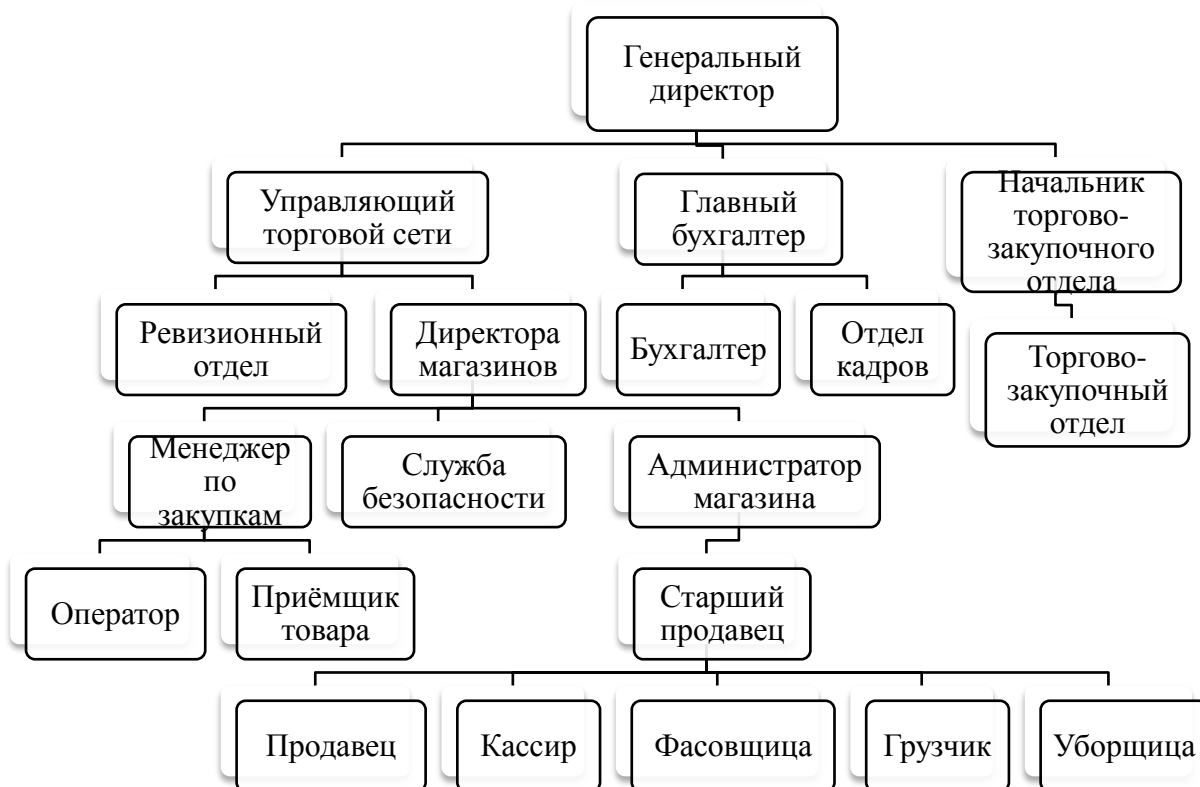 Генеральный
директор
Управляющий
торговой сети
Главный
бухгалтер
Начальник
торгово-
закупочного
отдела
Ревизионный
отдел
Директора
магазинов
Бухгалтер
Отдел
кадров
Торгово-
закупочный
отдел
Менеджер
по
закупкам
Служба
безопасности
Администратор
магазина
Оператор
Приёмщик
товара
Старший
продавец
Продавец
Кассир
Фасовщица
Грузчик
Уборщица